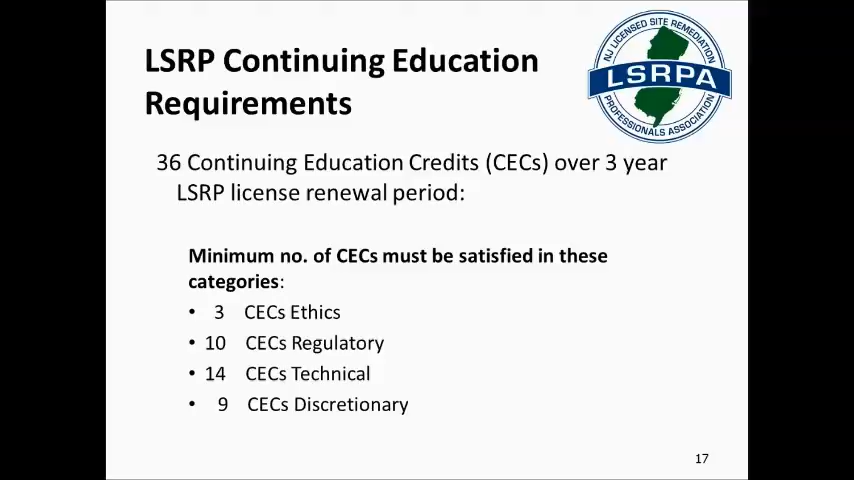 LSRP Continuing Education
Requirements
NJ LICENSED SITE REMEDIATION
LSRPA
PROFESSIONALS ASSOCIATION
36 Continuing Education Credits (CECs) over 3 year
LSRP license renewal period:
Minimum no. of CECs must be satisfied in these
categories:
• 3 CECs Ethics
• 10 CECs Regulatory
• 14 CECs Technical
• 9 CECs Discretionary
17